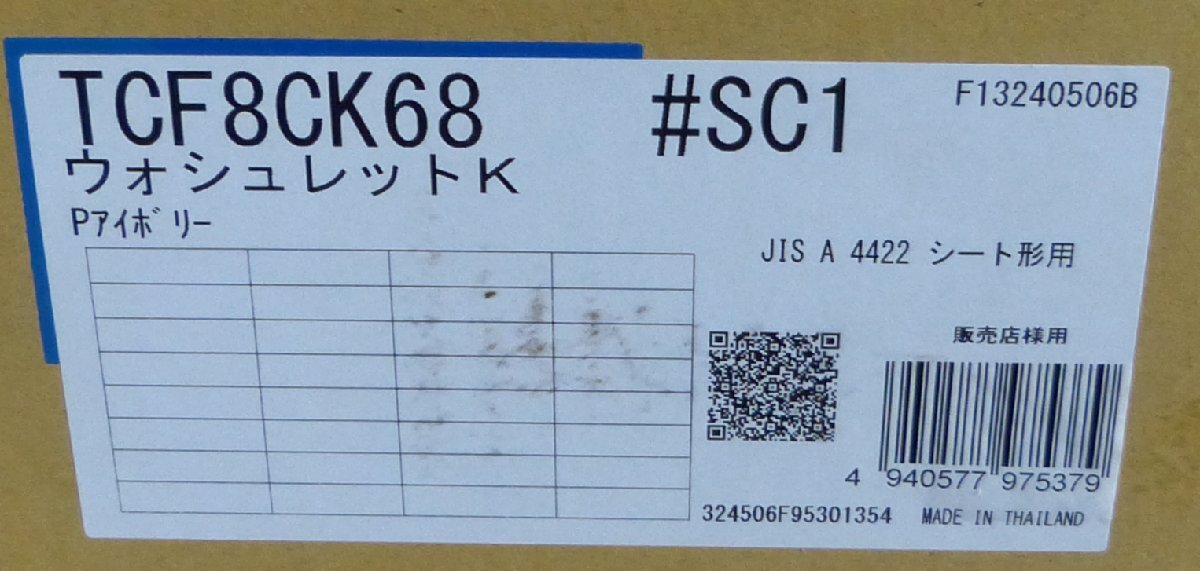 TCF8CK68 #SC1 F13240506B
ウォシュレットK
Pアイボリー
JIS A 4422 シート形用
販売店様用
4 940577 975379
324506F95301354 MADE IN THAILAND